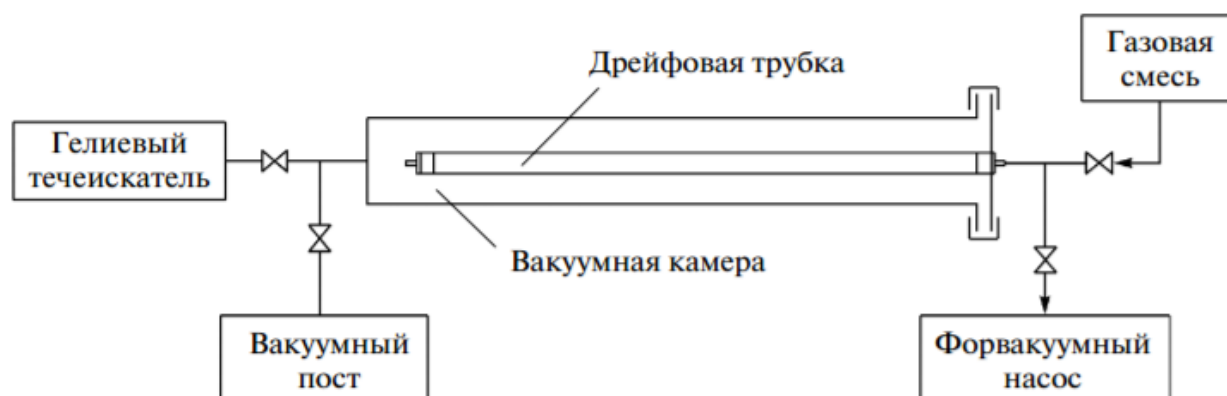 Дрейфовая трубка
Газовая
смесь
Гелиевый
течеискатель
Вакуумная камера
Вакуумный
пост
Форвакуумный
насос